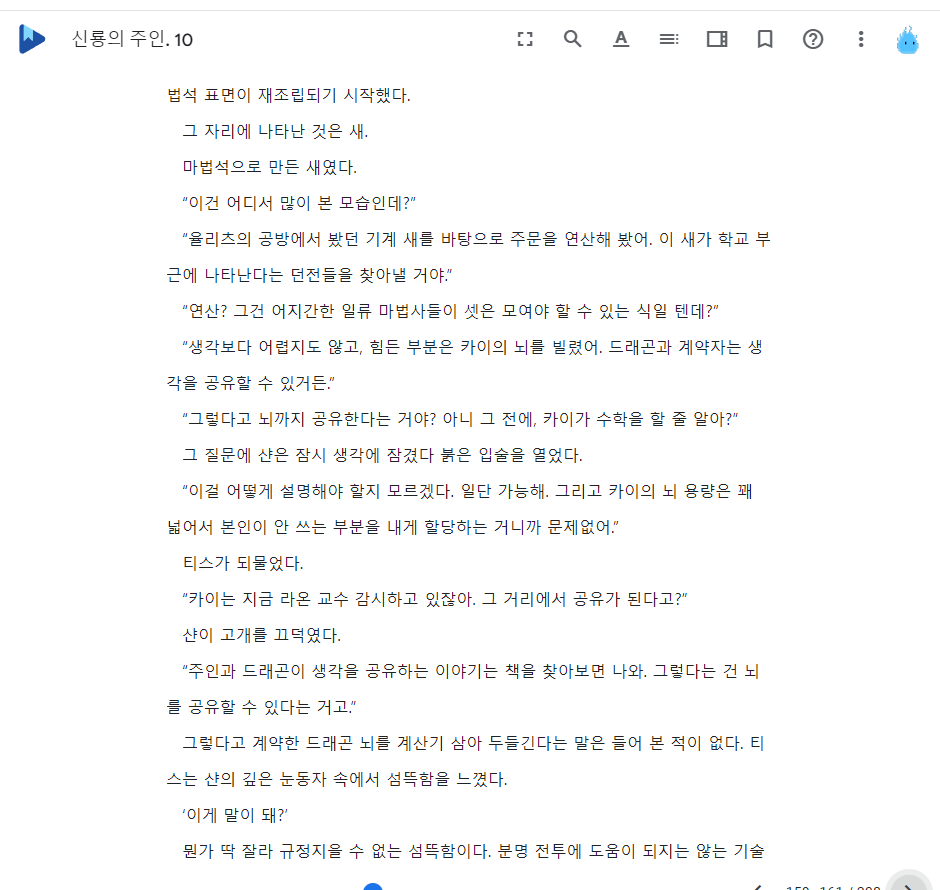 신룡의 주인. 10
법석 표면이 재조립되기 시작했다.
그 자리에 나타난 것은 새.
마법석으로 만든 새였다.
“이건 어디서 많이 본 모습인데?”
“율리츠의 공방에서 봤던 기계 새를 바탕으로 주문을 연산해 봤어. 이 새가 학교 부
근에 나타난다는 던전들을 찾아낼 거야.”
“연산? 그건 어지간한 일류 마법사들이 셋은 모여야 할 수 있는 식일 텐데?”
“생각보다 어렵지도 않고, 힘든 부분은 카이의 뇌를 빌렸어. 드래곤과 계약자는 생
각을 공유할 수 있거든.”
“그렇다고 뇌까지 공유한다는 거야? 아니 그 전에, 카이가 수학을 할 줄 알아?”
그 질문에 샨은 잠시 생각에 잠겼다 붉은 입술을 열었다.
“이걸 어떻게 설명해야 할지 모르겠다. 일단 가능해. 그리고 카이의 뇌 용량은 꽤
넓어서 본인이 안 쓰는 부분을 내게 할당하는 거니까 문제없어.”
티스가 되물었다.
“카이는 지금 라온 교수 감시하고 있잖아. 그 거리에서 공유가 된다고?”
샨이 고개를 끄덕였다.
“주인과 드래곤이 생각을 공유하는 이야기는 책을 찾아보면 나와. 그렇다는 건 뇌
를 공유할 수 있다는 거고.”
그렇다고 계약한 드래곤 뇌를 계산기 삼아 두들긴다는 말은 들어 본 적이 없다. 티
스는 샨의 깊은 눈동자 속에서 섬뜩함을 느꼈다.
‘이게 말이 돼?’
뭔가 딱 잘라 규정지을 수 없는 섬뜩함이다. 분명 전투에 도움이 되지는 않는 기술